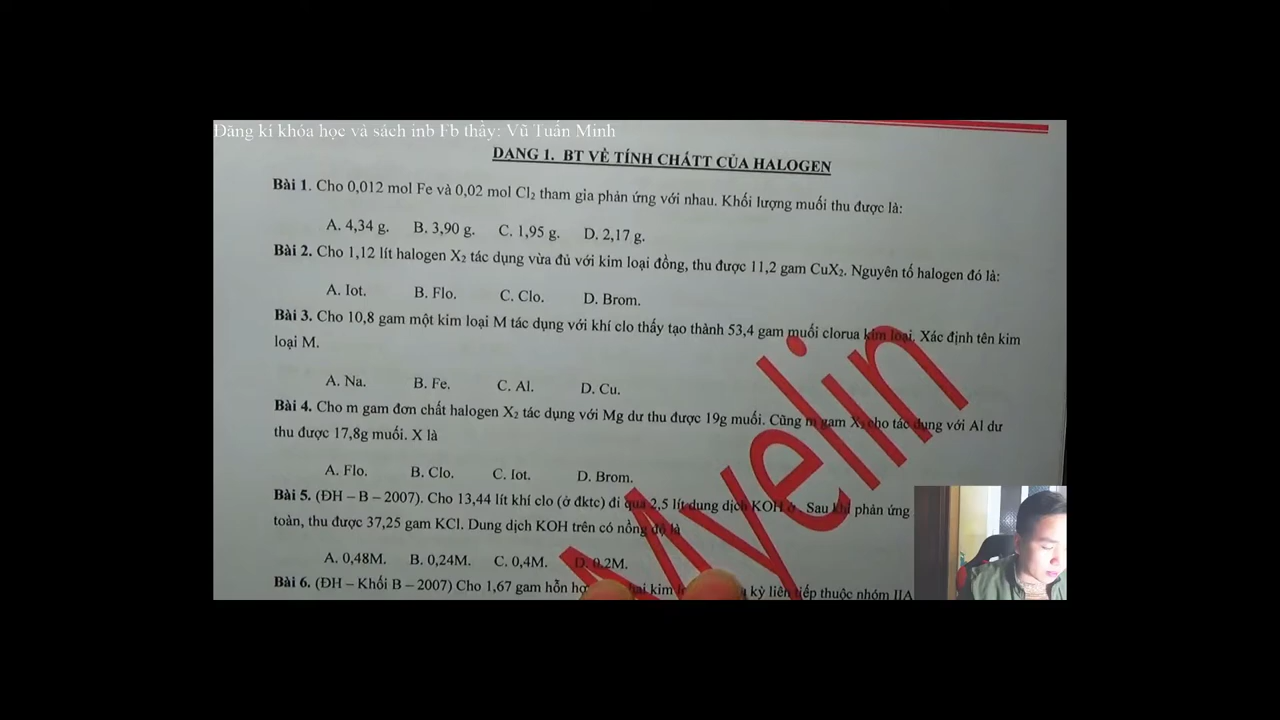 Đăng kí khóa học và sách inb Fb thầy: Vũ Tuấn Minh
DẠNG 1. BT VỀ TÍNH CHẤTT CỦA HALOGEN
Bài 1. Cho 0,012 mol Fe và 0,02 mol Cl₂ tham gia phản ứng với nhau. Khối lượng muối thu được là:
A. 4,34 g. B. 3,90 g. C. 1,95 g. D. 2,17 g.
Bài 2. Cho 1,12 lít halogen X₂ tác dụng vừa đủ với kim loại đồng, thu được 11,2 gam CuX₂. Nguyên tố halogen đó là:
A. Iot. B. Flo. C. Clo. D. Brom.
Bài 3. Cho 10,8 gam một kim loại M tác dụng với khí clo thấy tạo thành 53,4 gam muối clorua kim loại. Xác định tên kim
loại M.
A. Na. B. Fe. C. Al. D. Cu.
Bài 4. Cho m gam đơn chất halogen X₂ tác dụng với Mg dư thu được 19g muối. Cũng m gam X₂ cho tác dụng với Al dư
thu được 17,8g muối. X là
A. Flo. B. Clo. C. Iot. D. Brom.
Bài 5. (ĐH – B – 2007). Cho 13,44 lít khí clo (ở đktc) đi qua 2,5 lít dung dịch KOH ở . Sau khi phản ứng
toàn, thu được 37,25 gam KCl. Dung dịch KOH trên có nồng độ là
A. 0,48M. B. 0,24M. C. 0,4M. D. 0,2M.
Bài 6. (ĐH – Khối B – 2007) Cho 1,67 gam hỗn hợ hai kim kỳ liên tiếp thuộc nhóm IIA
Myelin